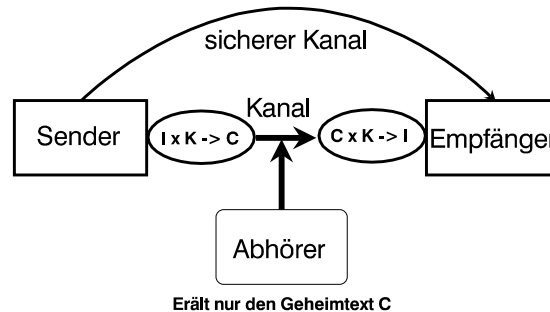 sicherer Kanal
Kanal
Sender
I x K -> C
C x K -> I
Empfänger
Abhörer
Erält nur den Geheimtext C